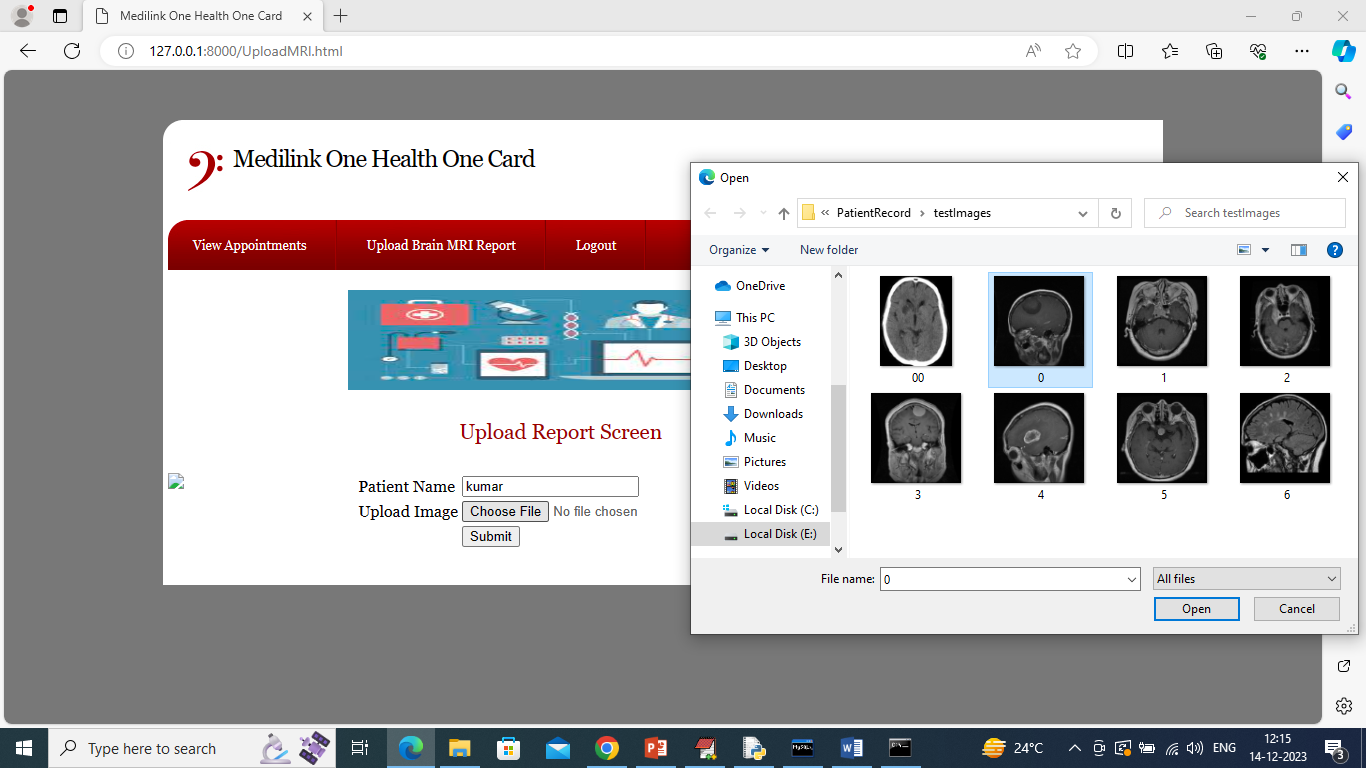 Medilink One Health One Card
127.0.0.1:8000/UploadMRI.html
Medilink One Health One Card
View Appointments
Upload Brain MRI Report
Logout
Upload Report Screen
Patient Name kumar
Upload Image Choose File No file chosen
Submit
Open
« PatientRecord › testImages
Search testImages
Organize
New folder
OneDrive
This PC
3D Objects
Desktop
Documents
Downloads
Music
Pictures
Videos
Local Disk (C:)
Local Disk (E:)
00
0
1
2
3
4
5
6
File name: 0
All files
Open
Cancel
Type here to search
24°C
ENG
12:15
14-12-2023
3